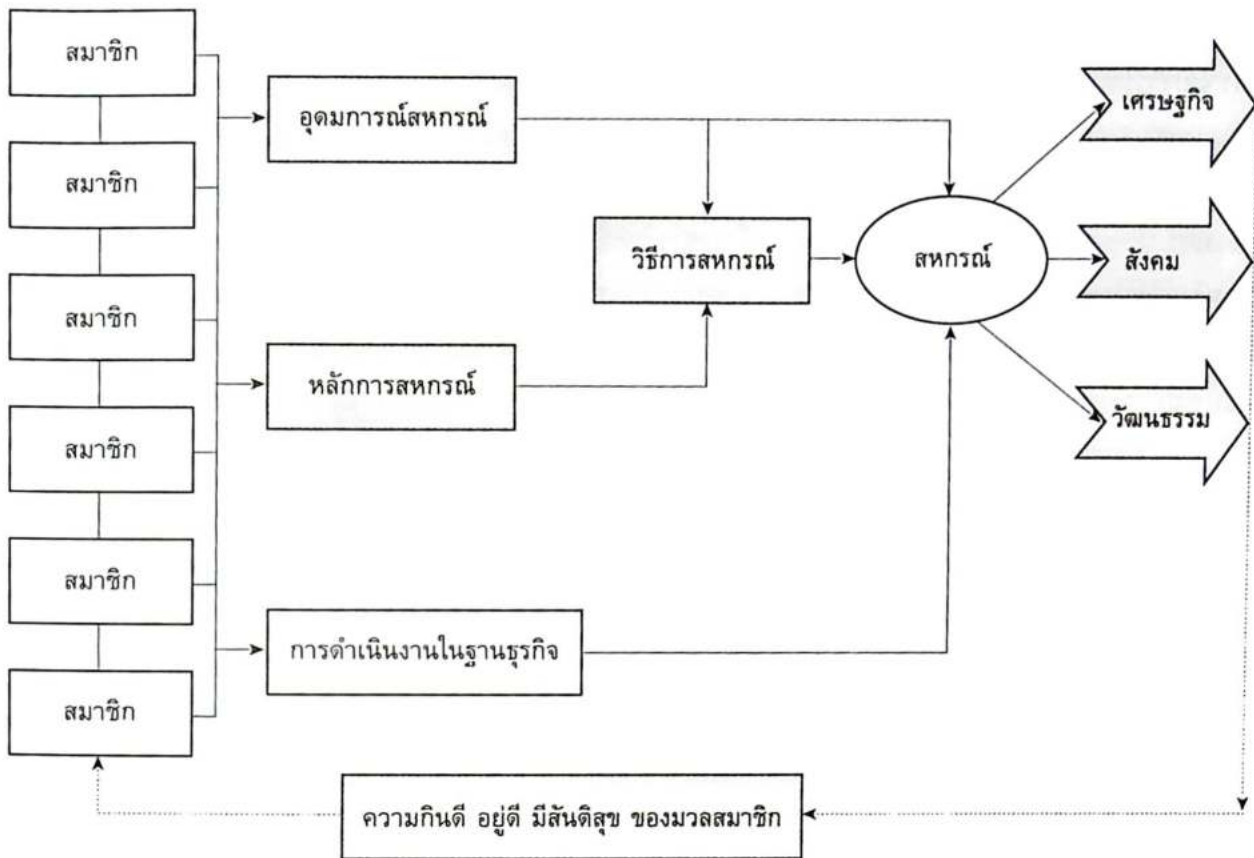 สมาชิก
สมาชิก
สมาชิก
สมาชิก
สมาชิก
สมาชิก
อุดมการณ์สหกรณ์
หลักการสหกรณ์
การดำเนินงานในฐานธุรกิจ
วิธีการสหกรณ์
สหกรณ์
เศรษฐกิจ
สังคม
วัฒนธรรม
ความกินดี อยู่ดี มีสันติสุข ของมวลสมาชิก